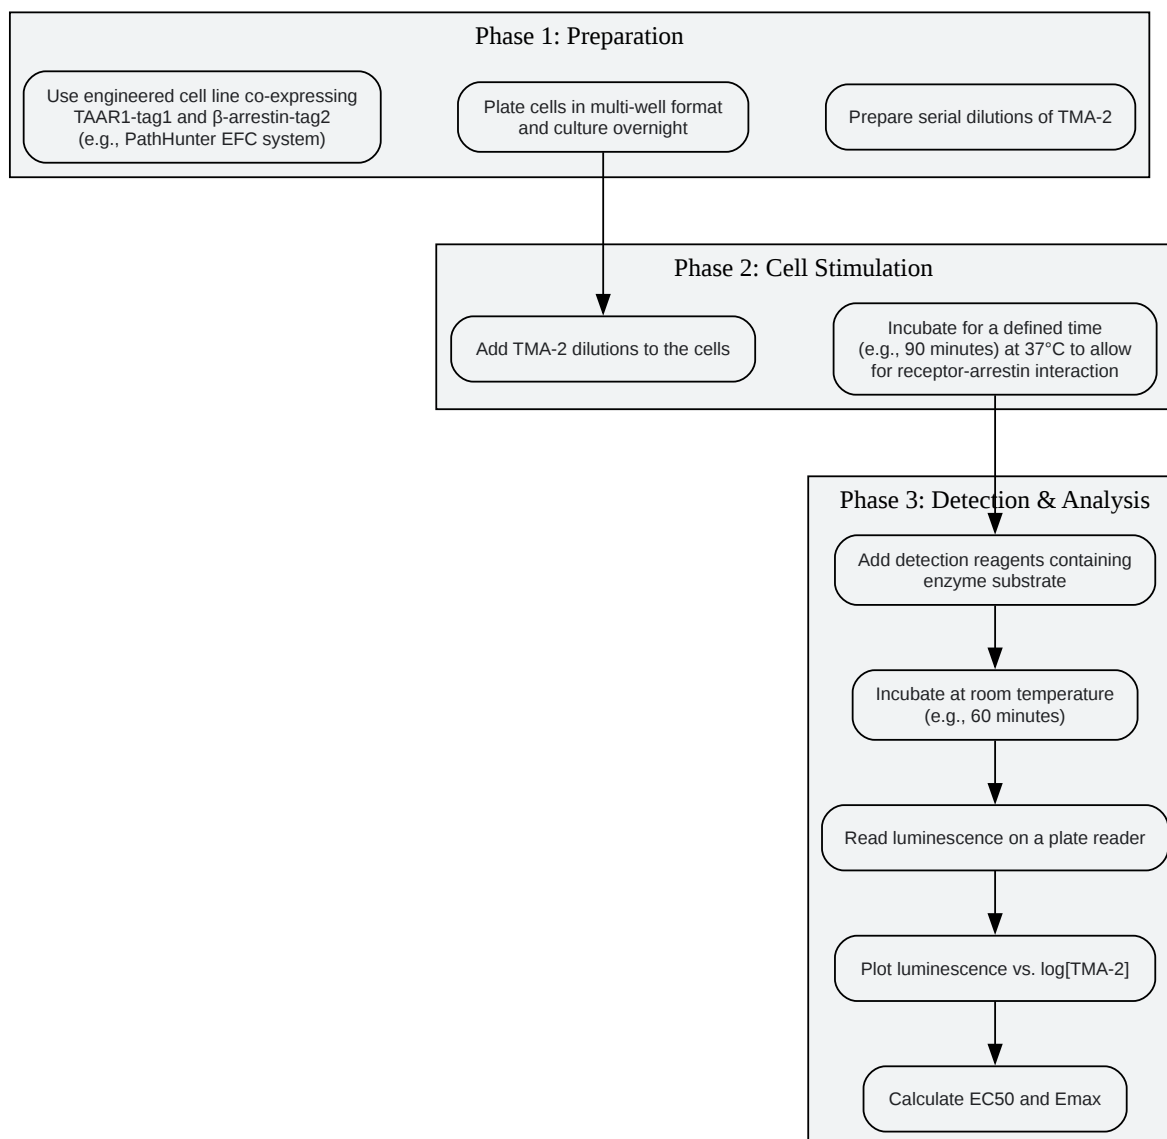 Phase 1: Preparation
Use engineered cell line co-expressing
TAAR1-tag1 and β-arrestin-tag2
(e.g., PathHunter EFC system)
Plate cells in multi-well format
and culture overnight
Prepare serial dilutions of TMA-2
Phase 2: Cell Stimulation
Add TMA-2 dilutions to the cells
Incubate for a defined time
(e.g., 90 minutes) at 37°C to allow
for receptor-arrestin interaction
Phase 3: Detection & Analysis
Add detection reagents containing
enzyme substrate
Incubate at room temperature
(e.g., 60 minutes)
Read luminescence on a plate reader
Plot luminescence vs. log[TMA-2]
Calculate EC50 and Emax